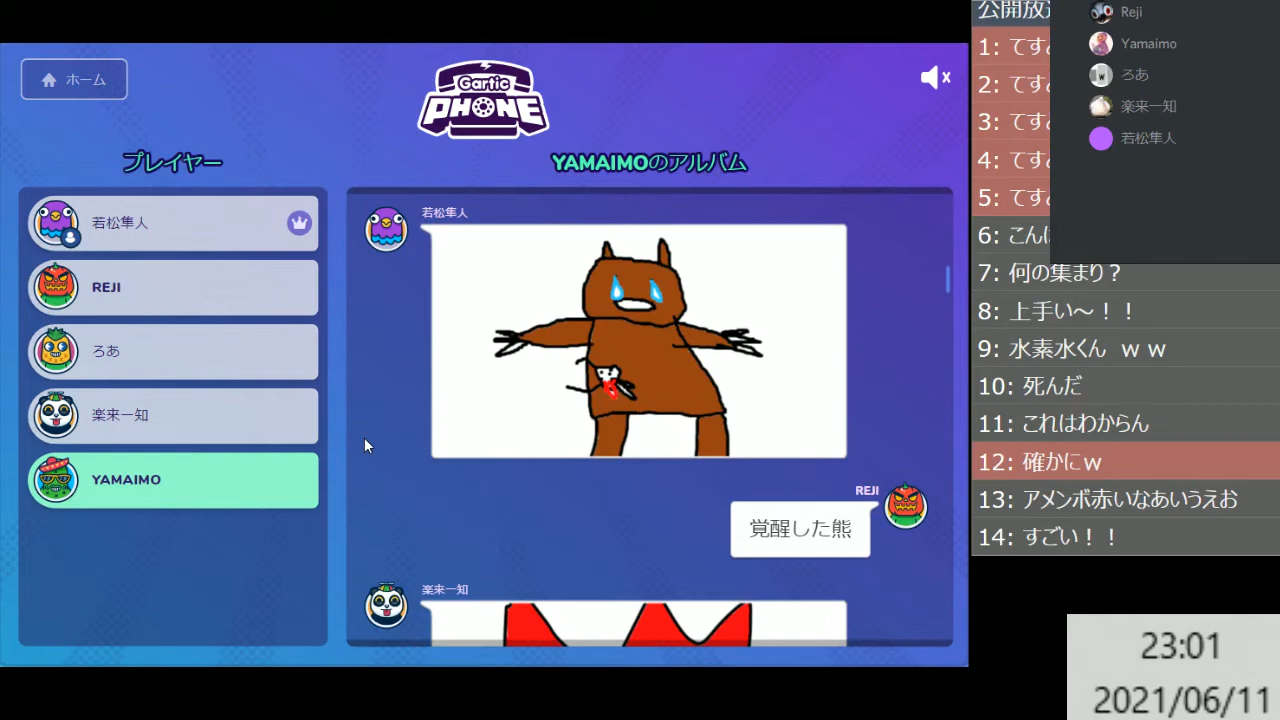 ホーム
Gartic
PHONE
プレイヤー
若松隼人
REJI
ろあ
楽来一知
YAMAIMO
YAMAIMOのアルバム
若松隼人
REJI
覚醒した熊
楽来一知
Reji
Yamaimo
ろあ
楽来一知
若松隼人
公開放
1: てす
2: てす
3: てす
4: てす
5: てす
6: こん
7: 何の集まり？
8: 上手い～！！
9: 水素水くん ｗｗ
10: 死んだ
11: これはわからん
12: 確かにｗ
13: アメンボ赤いなあいうえお
14: すごい！！
23:01
2021/06/11